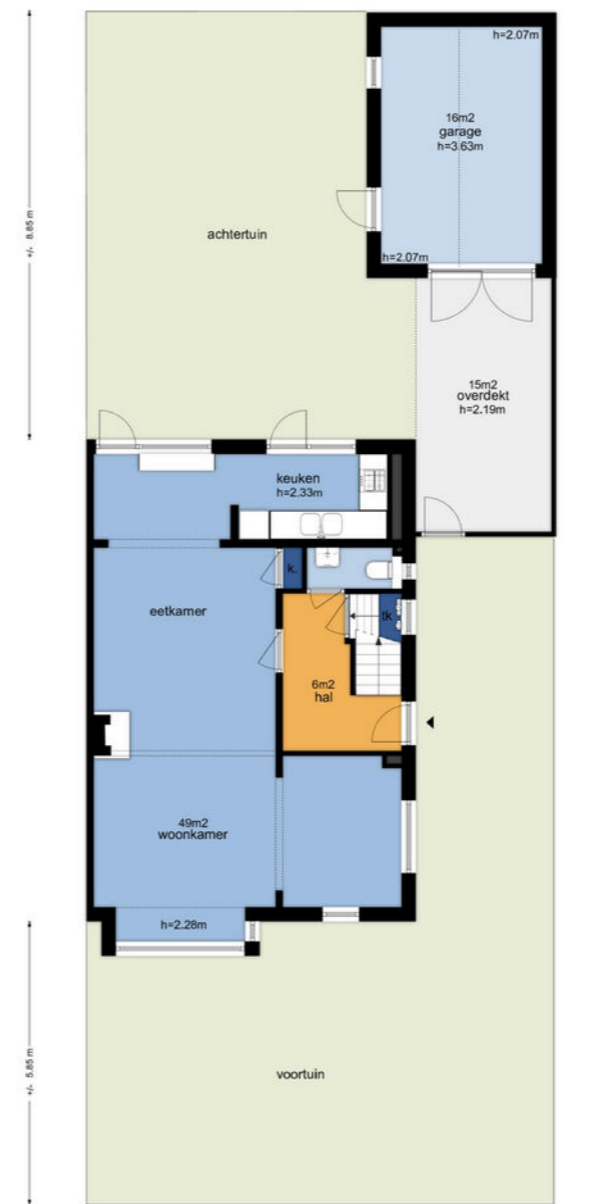 h=2.07m
16m2
garage
h=3.63m
+/- 8.85 m
achtertuin
h=2.07m
15m2
overdekt
h=2.19m
keuken
h=2.33m
k.
eetkamer
tk
6m2
hal
49m2
woonkamer
h=2.28m
+/- 5.85 m
voortuin